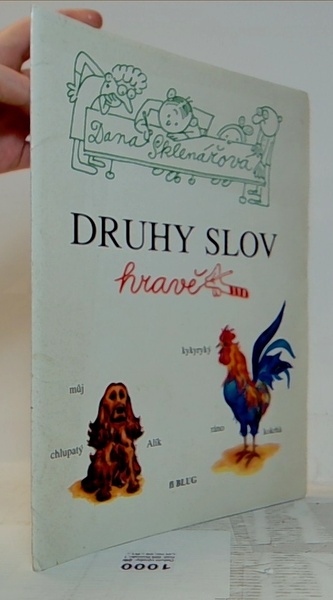 Dana Sklenářová
DRUHY SLOV
hravě
kykyryký
můj
ráno
kokrhá
chlupatý
Alík
BLUG
1000